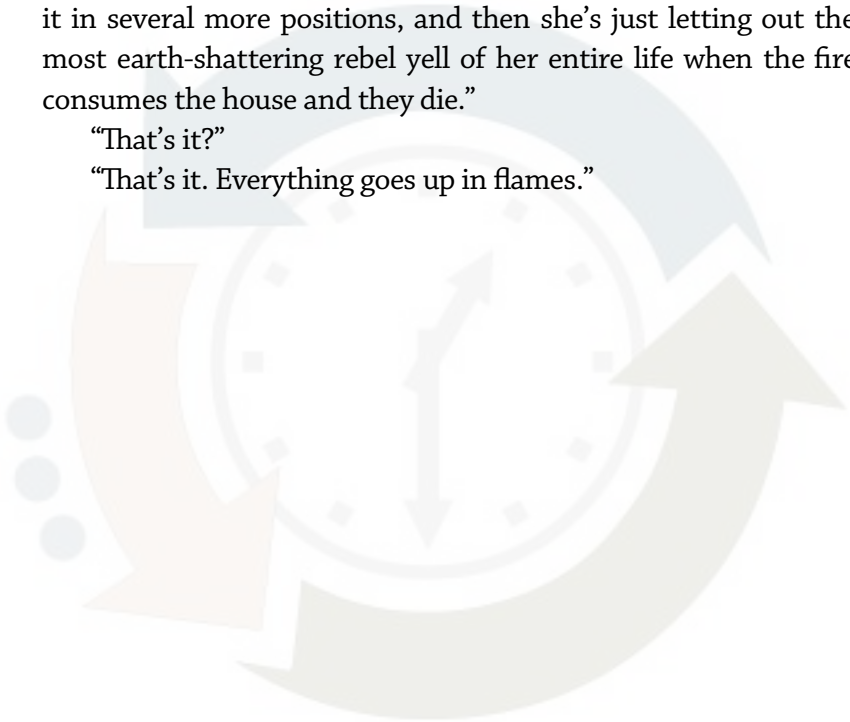 it in several more positions, and then she’s just letting out the
most earth-shattering rebel yell of her entire life when the fire
consumes the house and they die.”
“That’s it?”
“That’s it. Everything goes up in flames.”